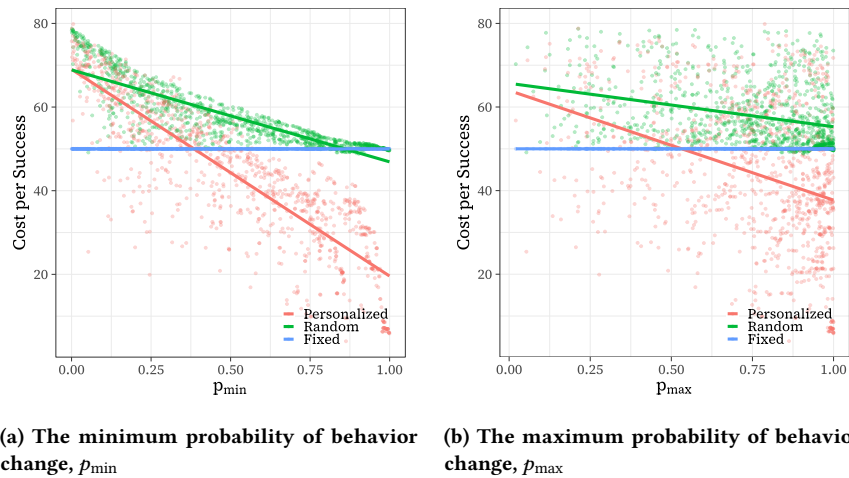 80
60
40
20
Cost per Success
0.00 0.25 0.50 0.75 1.00
pmin
Personalized
Random
Fixed
(a) The minimum probability of behavior
change, pmin
80
60
40
20
Cost per Success
0.00 0.25 0.50 0.75 1.00
pmax
Personalized
Random
Fixed
(b) The maximum probability of behavio
change, pmax